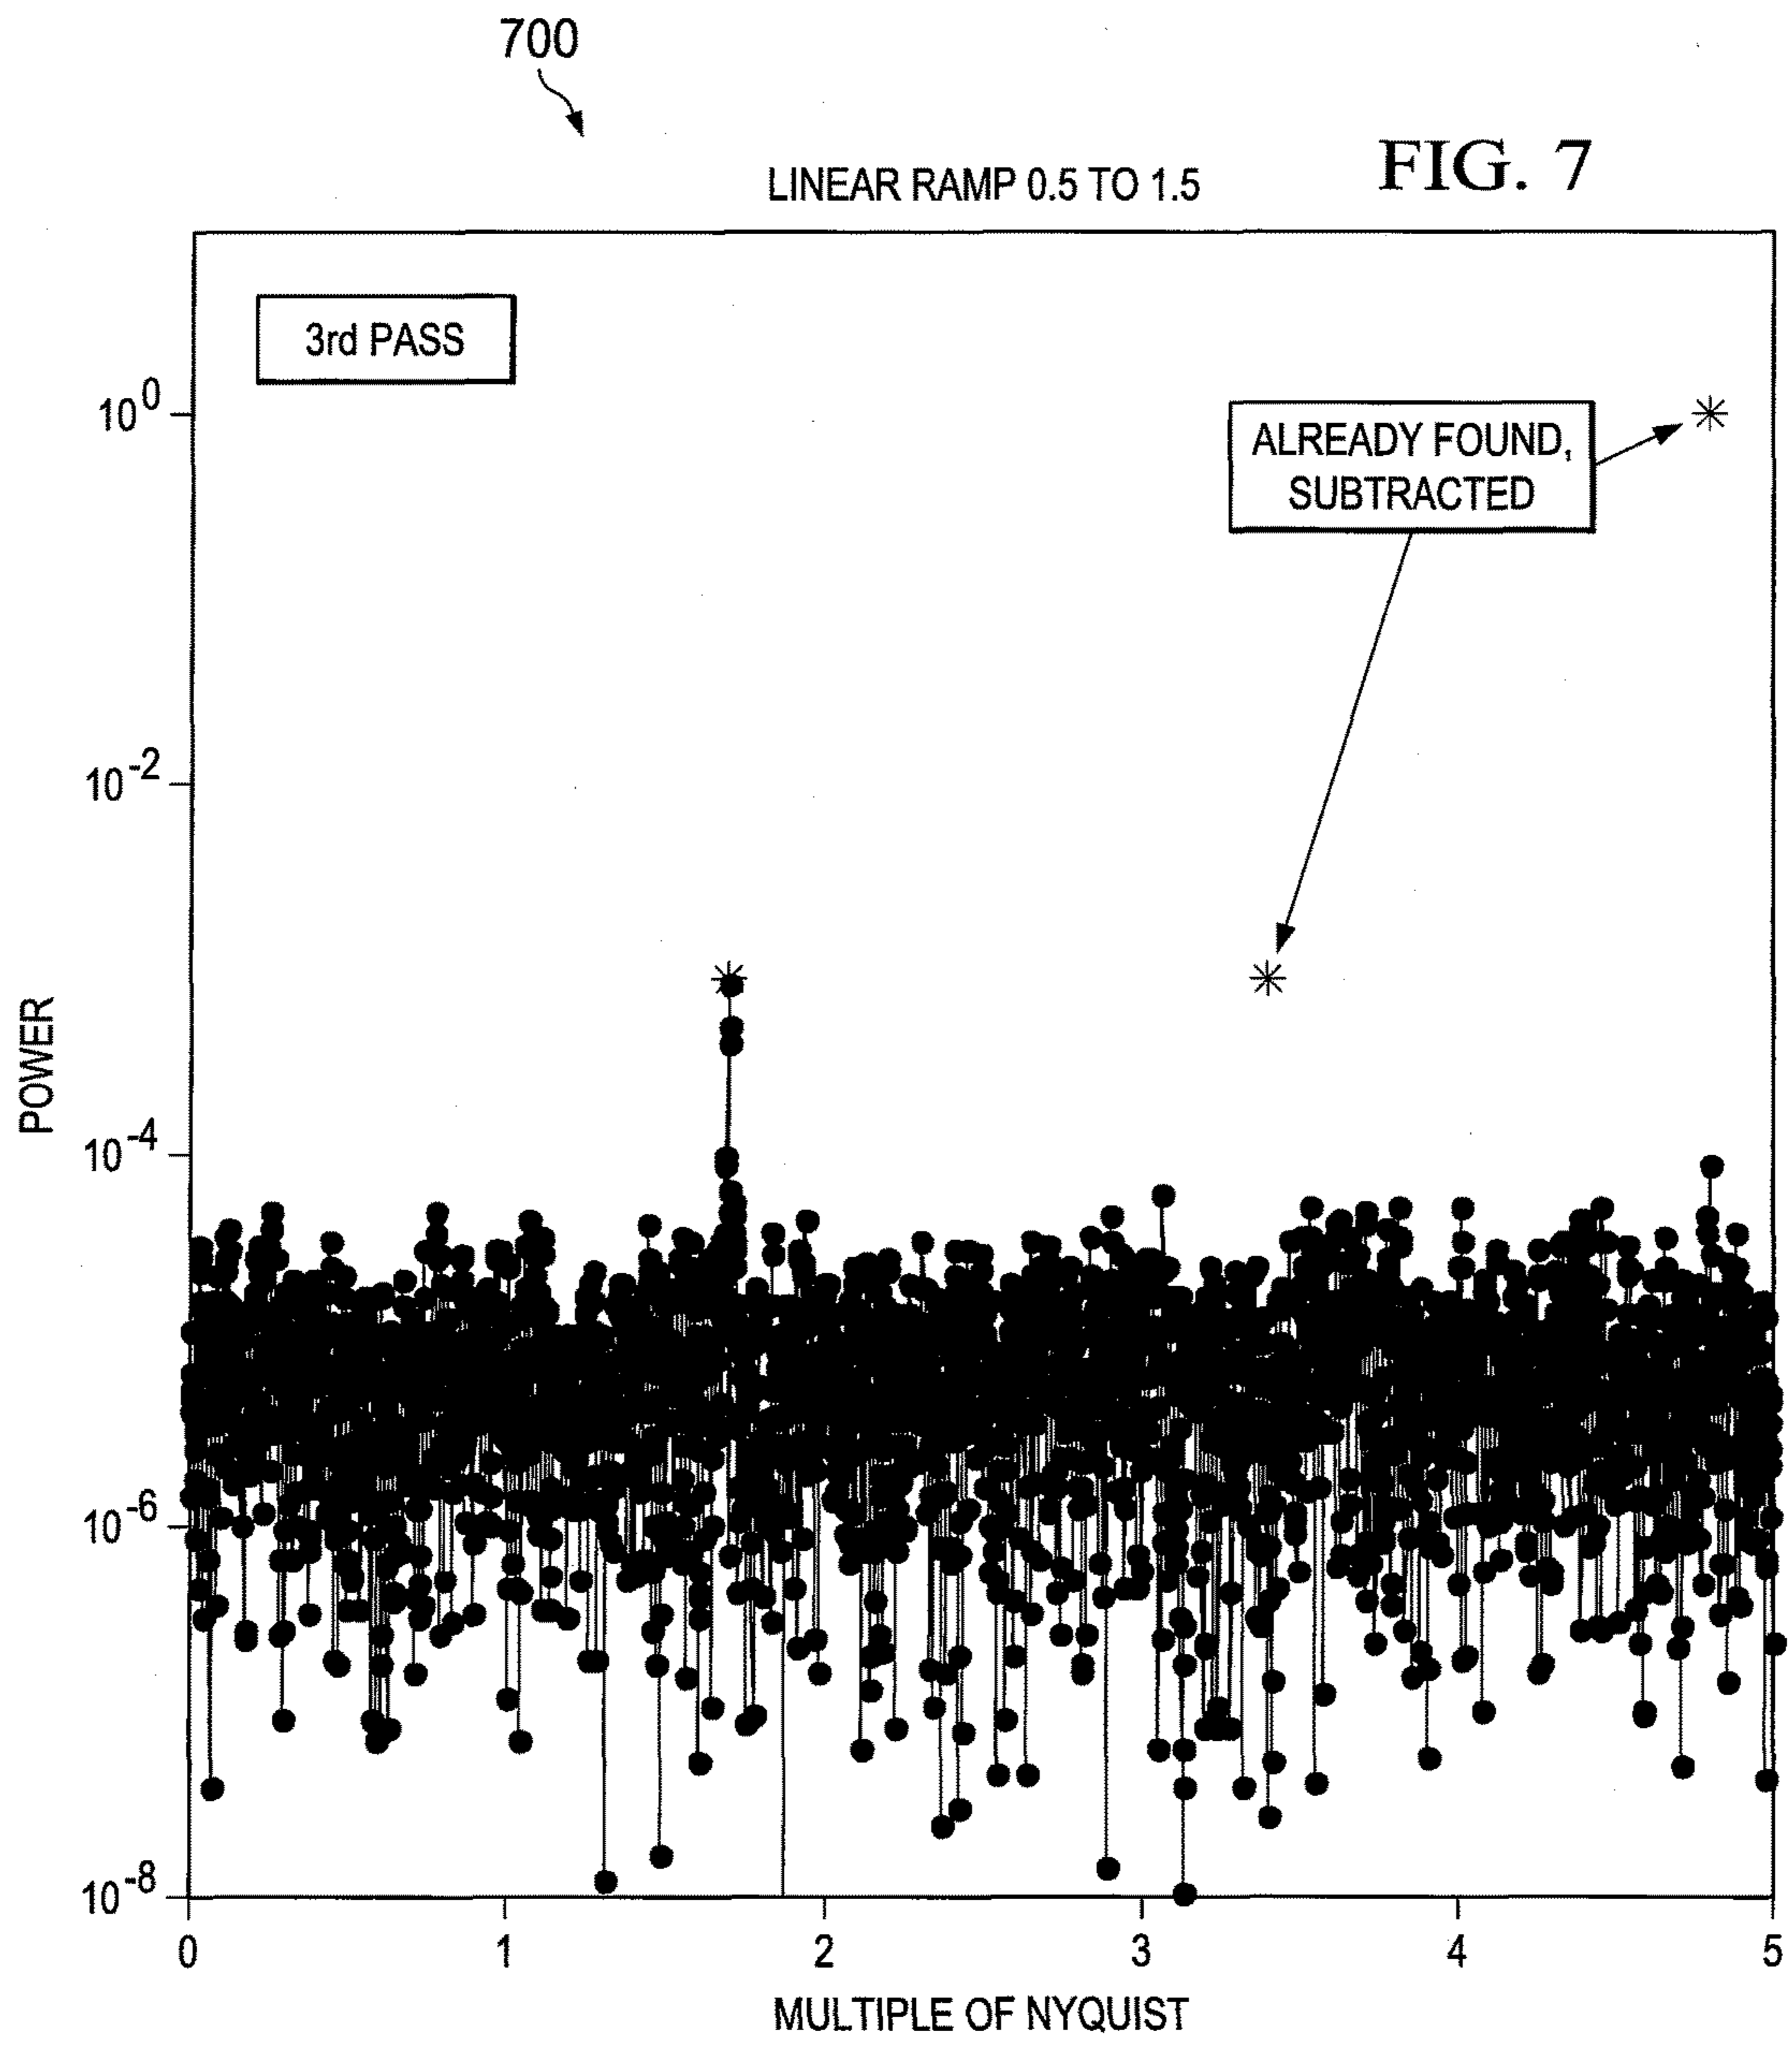 700
FIG. 7
LINEAR RAMP 0.5 TO 1.5
3rd PASS
ALREADY FOUND,
SUBTRACTED
10^0
10^-2
10^-4
10^-6
10^-8
POWER
0 1 2 3 4 5
MULTIPLE OF NYQUIST